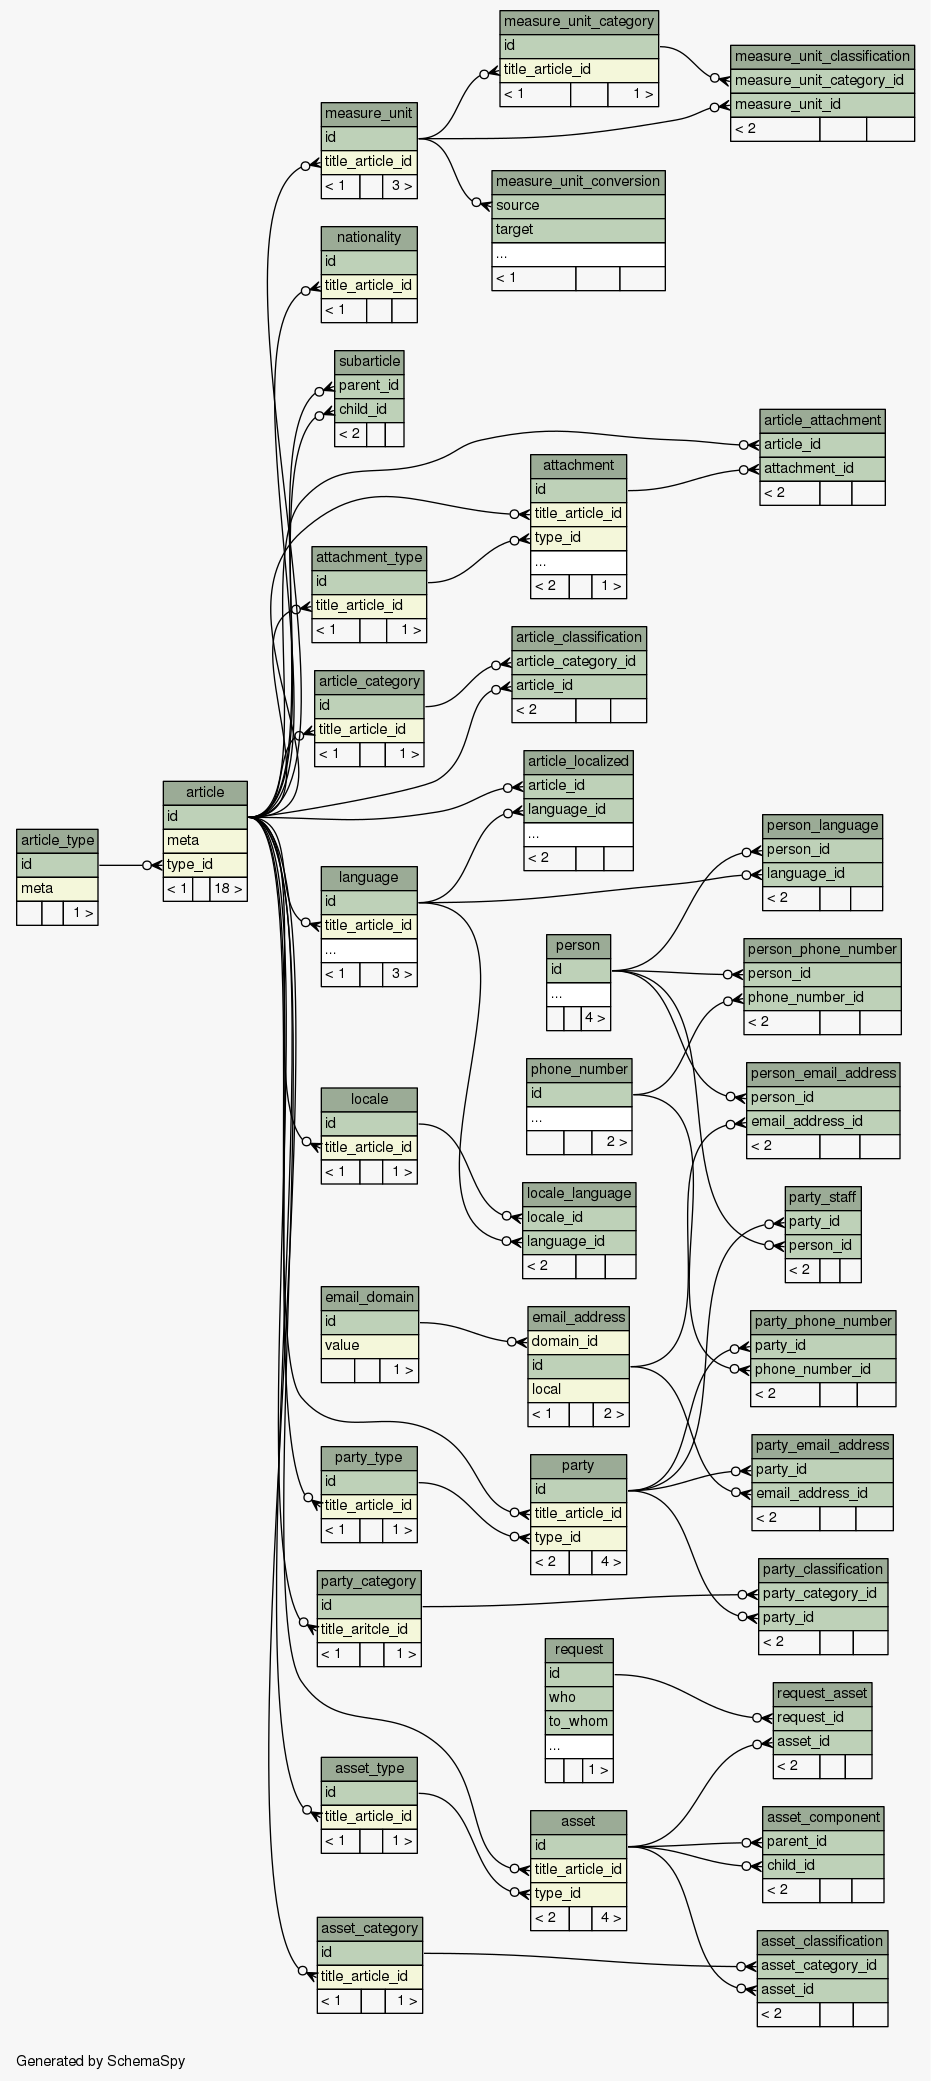 measure_unit_category
id
title_article_id
< 1 1 >
measure_unit_classification
measure_unit_category_id
measure_unit_id
< 2
measure_unit
id
title_article_id
< 1 3 >
measure_unit_conversion
source
target
...
< 1
nationality
id
title_article_id
< 1
subarticle
parent_id
child_id
< 2
article_attachment
article_id
attachment_id
< 2
attachment
id
title_article_id
type_id
...
< 2 1 >
attachment_type
id
title_article_id
< 1 1 >
article_classification
article_category_id
article_id
< 2
article_category
id
title_article_id
< 1 1 >
article_localized
article_id
language_id
...
< 2
article
id
meta
type_id
< 1 18 >
article_type
id
meta
1 >
person_language
person_id
language_id
< 2
language
id
title_article_id
...
< 1 3 >
person
id
...
4 >
person_phone_number
person_id
phone_number_id
< 2
phone_number
id
...
2 >
person_email_address
person_id
email_address_id
< 2
locale
id
title_article_id
< 1 1 >
locale_language
locale_id
language_id
< 2
party_staff
party_id
person_id
< 2
email_domain
id
value
1 >
email_address
domain_id
id
local
< 1 2 >
party_phone_number
party_id
phone_number_id
< 2
party_type
id
title_article_id
< 1 1 >
party
id
title_article_id
type_id
< 2 4 >
party_email_address
party_id
email_address_id
< 2
party_category
id
title_aritcle_id
< 1 1 >
party_classification
party_category_id
party_id
< 2
request
id
who
to_whom
...
1 >
request_asset
request_id
asset_id
< 2
asset_type
id
title_article_id
< 1 1 >
asset
id
title_article_id
type_id
< 2 4 >
asset_component
parent_id
child_id
< 2
asset_category
id
title_article_id
< 1 1 >
asset_classification
asset_category_id
asset_id
< 2
Generated by SchemaSpy